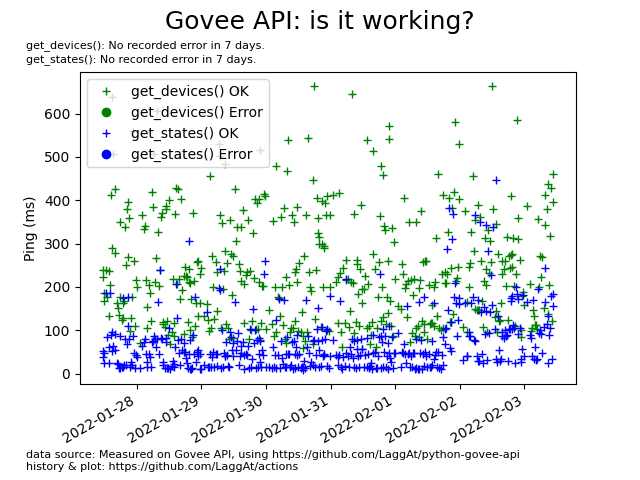 Govee API: is it working?
get_devices(): No recorded error in 7 days.
get_states(): No recorded error in 7 days.
get_devices() OK
get_devices() Error
get_states() OK
get_states() Error
600
500
400
300
200
100
0
Ping (ms)
2022-01-28
2022-01-29
2022-01-30
2022-01-31
2022-02-01
2022-02-02
2022-02-03
data source: Measured on Govee API, using https://github.com/LaggAt/python-govee-api
history & plot: https://github.com/LaggAt/actions